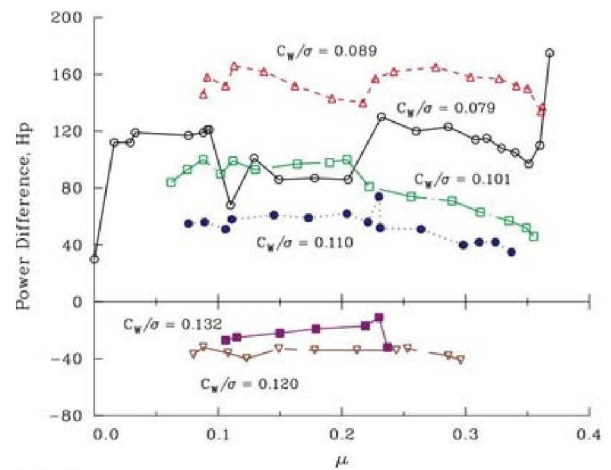 200
160
120
80
40
0
−40
−80
Power Difference, Hp
C_W/σ = 0.089
C_W/σ = 0.079
C_W/σ = 0.101
C_W/σ = 0.110
C_W/σ = 0.132
C_W/σ = 0.120
0.0 0.1 0.2 0.3 0.4
μ